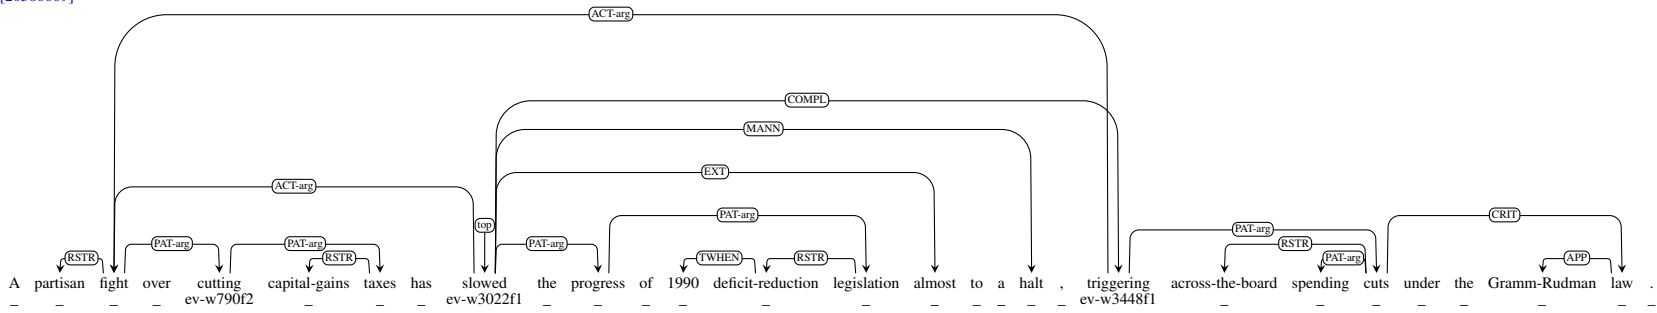 ACT-arg
COMPL
MANN
EXT
ACT-arg
PAT-arg CRIT
top PAT-arg
PAT-arg PAT-arg PAT-arg RSTR
RSTR RSTR TWHEN RSTR PAT-arg APP
A partisan fight over cutting capital-gains taxes has slowed the progress of 1990 deficit-reduction legislation almost to a halt , triggering across-the-board spending cuts under the Gramm-Rudman law .
_ _ _ _ ev-w790f2 _ _ _ ev-w3022f1 _ _ _ _ _ _ _ _ _ _ _ ev-w3448f1 _ _ _ _ _ _ _ _